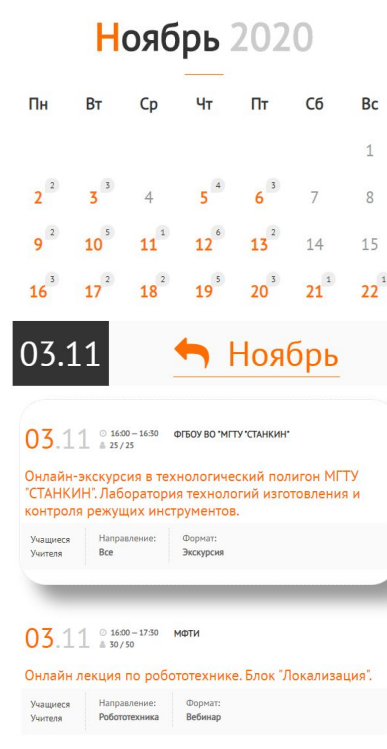 Ноябрь 2020
Пн Вт Ср Чт Пт Сб Вс
1
2 2 3 3 4 5 4 6 3 7 8
9 2 10 5 11 1 12 6 13 2 14 15
16 3 17 2 18 2 19 5 20 3 21 1 22 1
03.11 Ноябрь
03.11 16:00 – 16:30 ФГБОУ ВО "МГТУ "СТАНКИН"
25 / 25
Онлайн-экскурсия в технологический полигон МГТУ
"СТАНКИН". Лаборатория технологий изготовления и
контроля режущих инструментов.
Учащиеся Направление: Формат:
Учителя Все Экскурсия
03.11 16:00 – 17:30 МФТИ
30 / 50
Онлайн лекция по робототехнике. Блок "Локализация".
Учащиеся Направление: Формат:
Учителя Робототехника Вебинар